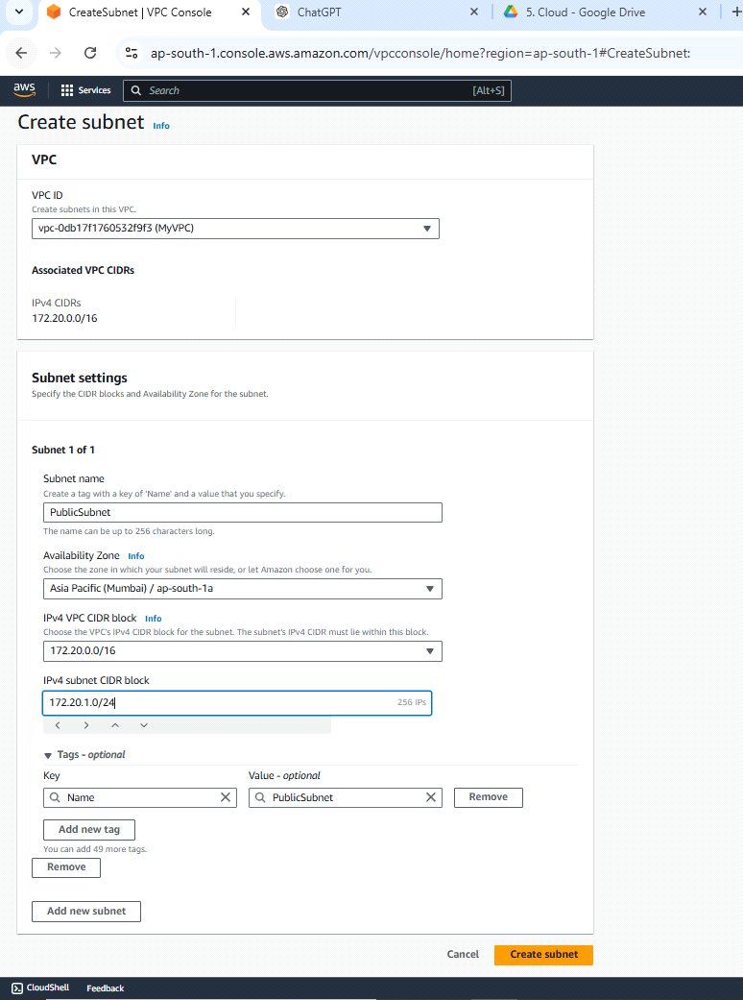 CreateSubnet | VPC Console
ChatGPT
5. Cloud - Google Drive
ap-south-1.console.aws.amazon.com/vpcconsole/home?region=ap-south-1#CreateSubnet:
aws
Services
Search
[Alt+S]
Create subnet Info
VPC
VPC ID
Create subnets in this VPC.
vpc-0db17f1760532f9f3 (MyVPC)
Associated VPC CIDRs
IPv4 CIDRs
172.20.0.0/16
Subnet settings
Specify the CIDR blocks and Availability Zone for the subnet.
Subnet 1 of 1
Subnet name
Create a tag with a key of 'Name' and a value that you specify.
PublicSubnet
The name can be up to 256 characters long.
Availability Zone Info
Choose the zone in which your subnet will reside, or let Amazon choose one for you.
Asia Pacific (Mumbai) / ap-south-1a
IPv4 VPC CIDR block Info
Choose the VPC's IPv4 CIDR block for the subnet. The subnet's IPv4 CIDR must lie within this block.
172.20.0.0/16
IPv4 subnet CIDR block
172.20.1.0/24 256 IPs
Tags - optional
Key Value - optional
Name PublicSubnet Remove
Add new tag
You can add 49 more tags.
Remove
Add new subnet
Cancel Create subnet
CloudShell Feedback